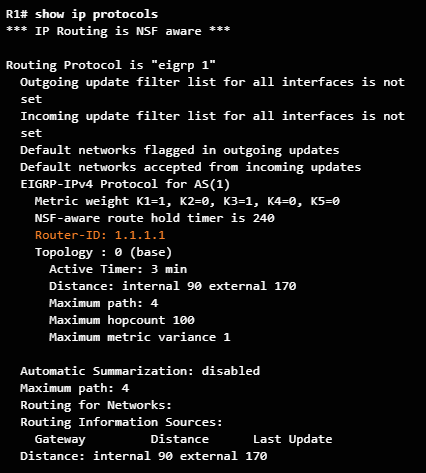 R1# show ip protocols
*** IP Routing is NSF aware ***
Routing Protocol is "eigrp 1"
Outgoing update filter list for all interfaces is not
set
Incoming update filter list for all interfaces is not
set
Default networks flagged in outgoing updates
Default networks accepted from incoming updates
EIGRP-IPv4 Protocol for AS(1)
Metric weight K1=1, K2=0, K3=1, K4=0, K5=0
NSF-aware route hold timer is 240
Router-ID: 1.1.1.1
Topology : 0 (base)
Active Timer: 3 min
Distance: internal 90 external 170
Maximum path: 4
Maximum hopcount 100
Maximum metric variance 1
Automatic Summarization: disabled
Maximum path: 4
Routing for Networks:
Routing Information Sources:
Gateway Distance Last Update
Distance: internal 90 external 170